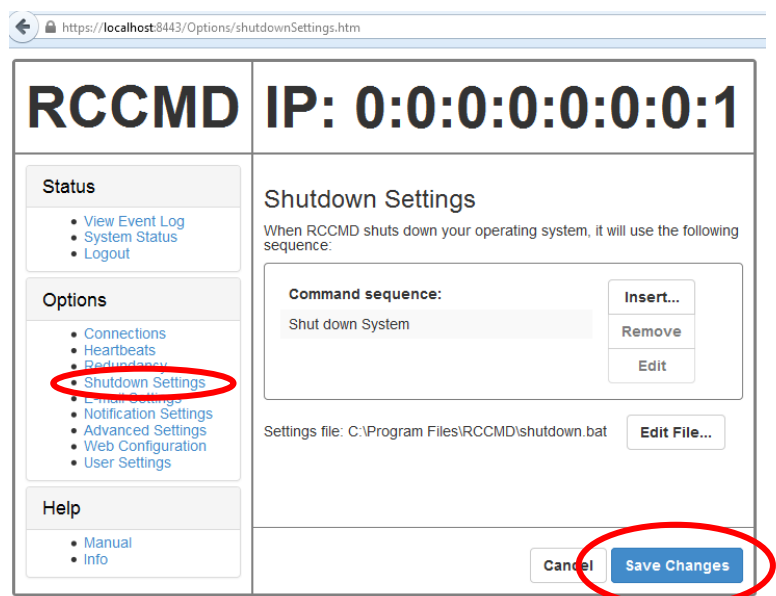 https://localhost:8443/Options/shutdownSettings.htm
RCCMD
IP: 0:0:0:0:0:0:0:1
Status
View Event Log
System Status
Logout
Options
Connections
Heartbeats
Redundancy
Shutdown Settings
E-mail Settings
Notification Settings
Advanced Settings
Web Configuration
User Settings
Help
Manual
Info
Shutdown Settings
When RCCMD shuts down your operating system, it will use the following
sequence:
Command sequence:
Shut down System
Insert...
Remove
Edit
Settings file: C:\Program Files\RCCMD\shutdown.bat
Edit File...
Cancel
Save Changes